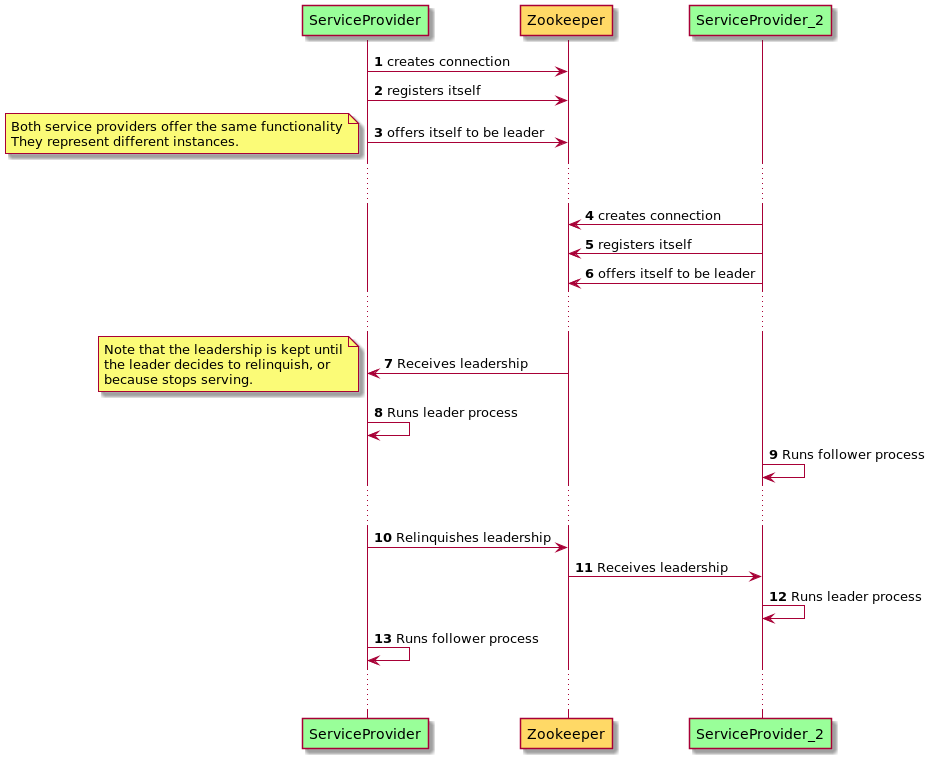 ServiceProvider
Zookeeper
ServiceProvider_2
1 creates connection
2 registers itself
Both service providers offer the same functionality
They represent different instances.
3 offers itself to be leader
4 creates connection
5 registers itself
6 offers itself to be leader
Note that the leadership is kept until
the leader decides to relinquish, or
because stops serving.
7 Receives leadership
8 Runs leader process
9 Runs follower process
10 Relinquishes leadership
11 Receives leadership
12 Runs leader process
13 Runs follower process
ServiceProvider
Zookeeper
ServiceProvider_2